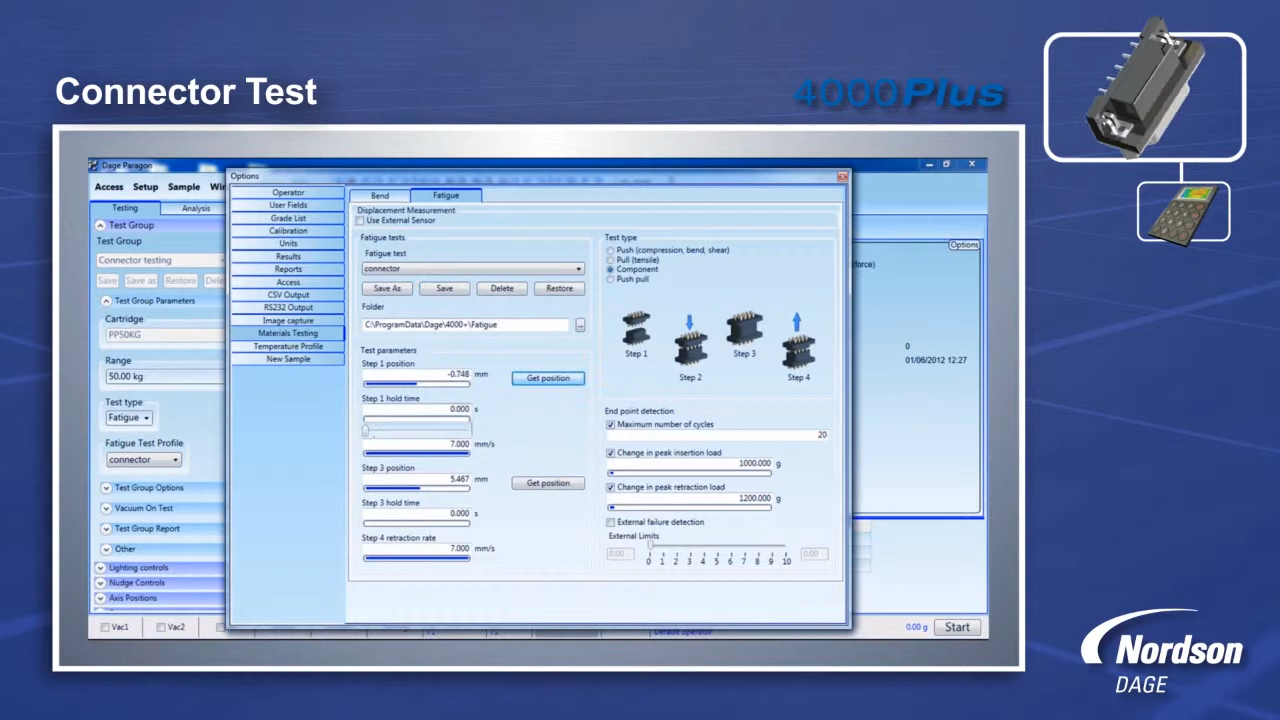 Connector Test
4000Plus
Dage Paragon
Access Setup Sample
Testing Analysis
Test Group
Test Group
Connector testing
Save Save as Restore
Test Group Parameters
Cartridge
PP50KG
Range
50.00 kg
Test type
Fatigue
Fatigue Test Profile
connector
Test Group Options
Vacuum On Test
Test Group Report
Other
Lighting controls
Nudge Controls
Axis Positions
Vac1 Vac2
Options
Operator
User Fields
Grade List
Calibration
Units
Results
Reports
Access
CSV Output
RS232 Output
Image capture
Materials Testing
Temperature Profile
New Sample
Bend Fatigue
Displacement Measurement
Use External Sensor
Fatigue tests
Fatigue test
connector
Save As Save Delete Restore
Folder
C:\ProgramData\Dage\4000+\Fatigue ...
Test parameters
Step 1 position
-0.748 mm Get position
Step 1 hold time
0.000 s
7.000 mm/s
Step 3 position
5.467 mm Get position
Step 3 hold time
0.000 s
Step 4 retraction rate
7.000 mm/s
Test type
Push (compression, bend, shear)
Pull (tensile)
Component
Push pull
Step 1 Step 2 Step 3 Step 4
End point detection
Maximum number of cycles
20
Change in peak insertion load
1000.000 g
Change in peak retraction load
1200.000 g
External failure detection
External Limits
0.00 0 1 2 3 4 5 6 7 8 9 10 0.00
Options
(force)
0
01/06/2012 12:27
Default operator
0.00 g Start
Nordson
DAGE